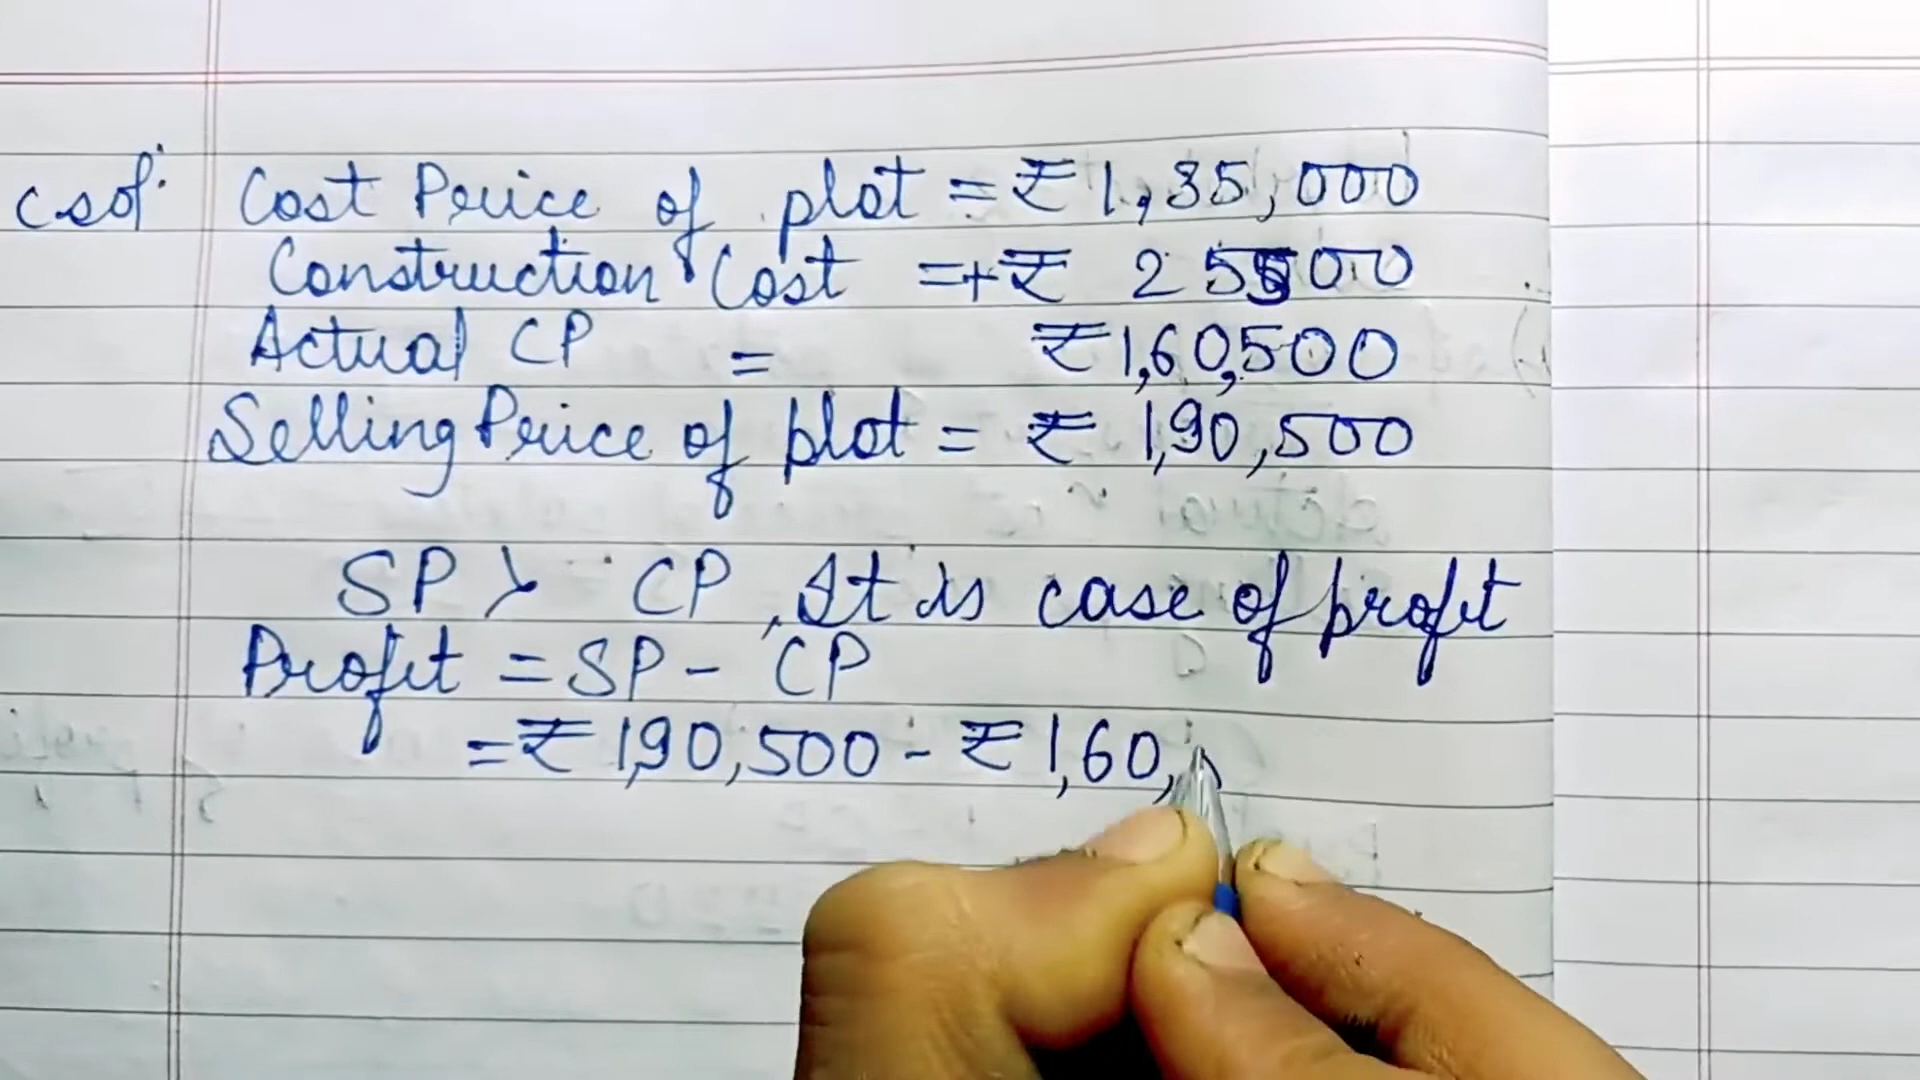 csol: Cost Price of plot = ₹ 1,35,000
Construction Cost = + ₹ 25500
Actual CP = ₹1,60,500
Selling Price of plot = ₹ 1,90,500
SP > CP, It is case of profit
Profit = SP - CP
= ₹ 1,90,500 - ₹ 1,60,